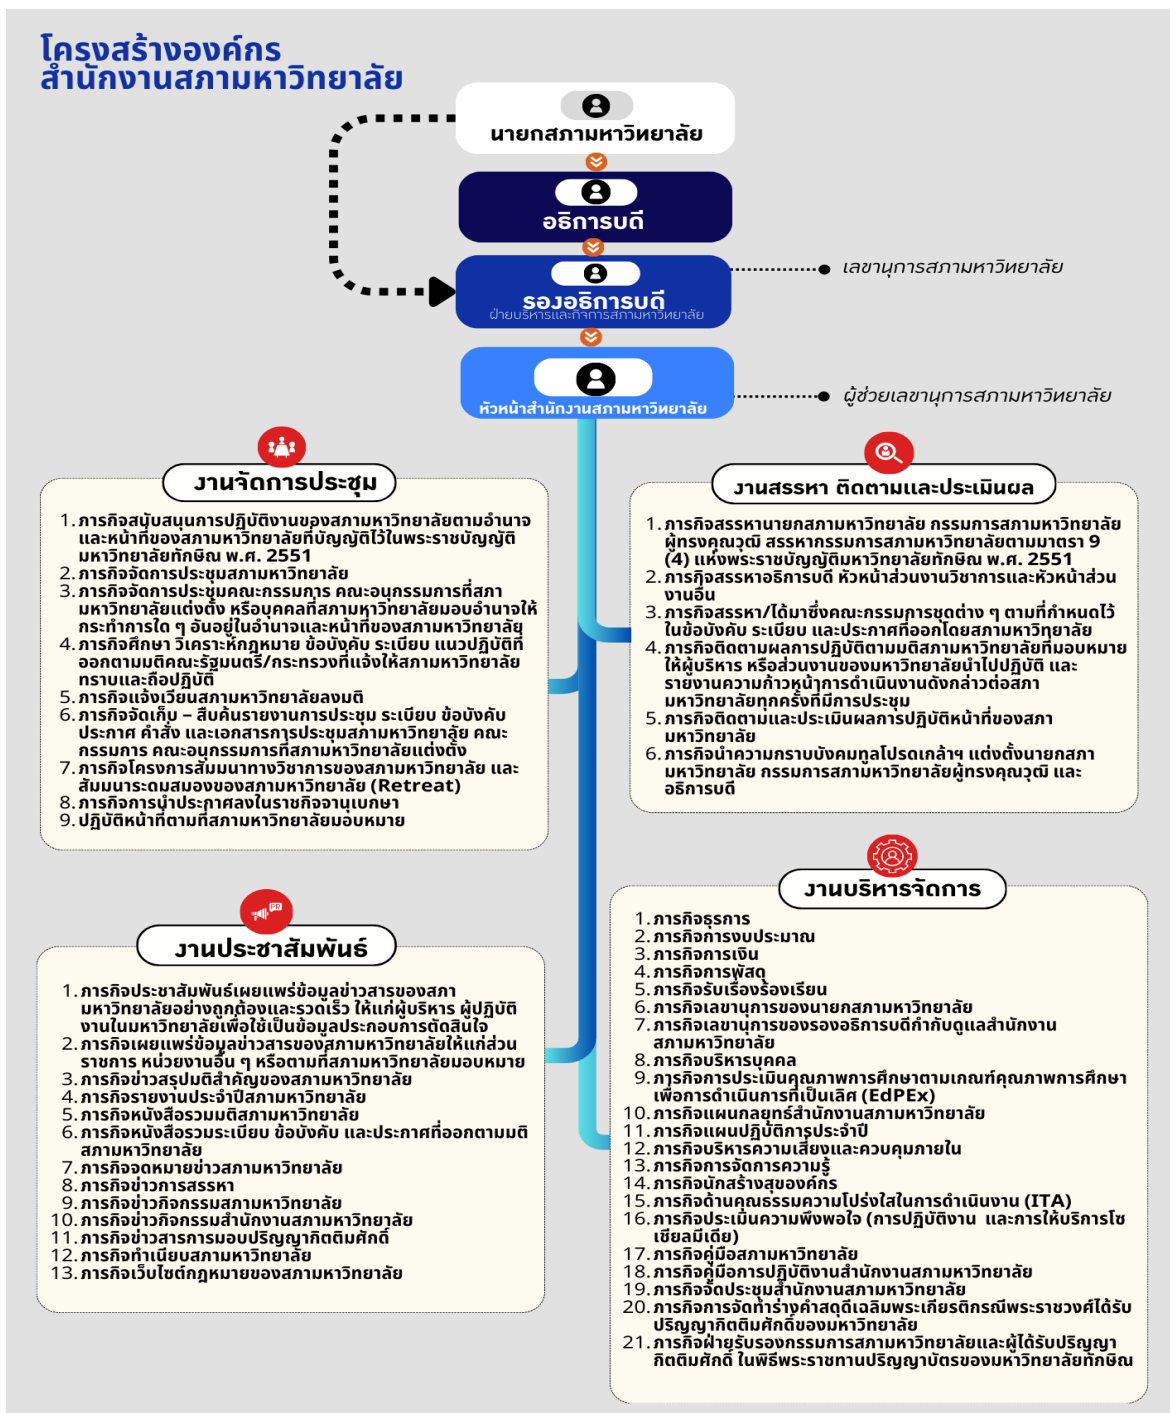 โครงสร้างองค์กร
สำนักงานสภามหาวิทยาลัย
นายกสภามหาวิทยาลัย
อธิการบดี
รองอธิการบดี
ฝ่ายบริหารและกิจการสภามหาวิทยาลัย
เลขานุการสภามหาวิทยาลัย
หัวหน้าสำนักงานสภามหาวิทยาลัย
ผู้ช่วยเลขานุการสภามหาวิทยาลัย
งานจัดการประชุม
1. ภารกิจสนับสนุนการปฏิบัติงานของสภามหาวิทยาลัยตามอำนาจ
และหน้าที่ของสภามหาวิทยาลัยที่บัญญัติไว้ในพระราชบัญญัติ
มหาวิทยาลัยทักษิณ พ.ศ. 2551
2. ภารกิจจัดการประชุมสภามหาวิทยาลัย
3. ภารกิจจัดการประชุมคณะกรรมการ คณะอนุกรรมการที่สภา
มหาวิทยาลัยแต่งตั้ง หรือบุคคลที่สภามหาวิทยาลัยมอบอำนาจให้
กระทำการใด ๆ อันอยู่ในอำนาจและหน้าที่ของสภามหาวิทยาลัย
4. ภารกิจศึกษา วิเคราะห์กฎหมาย ข้อบังคับ ระเบียบ แนวปฏิบัติที่
ออกตามมติคณะรัฐมนตรี/กระทรวงที่แจ้งให้สภามหาวิทยาลัย
ทราบและถือปฏิบัติ
5. ภารกิจแจ้งเวียนสภามหาวิทยาลัยลงมติ
6. ภารกิจจัดเก็บ – สืบค้นรายงานการประชุม ระเบียบ ข้อบังคับ
ประกาศ คำสั่ง และเอกสารการประชุมสภามหาวิทยาลัย คณะ
กรรมการ คณะอนุกรรมการที่สภามหาวิทยาลัยแต่งตั้ง
7. ภารกิจโครงการสัมมนาทางวิชาการของสภามหาวิทยาลัย และ
สัมมนาระดมสมองของสภามหาวิทยาลัย (Retreat)
8. ภารกิจการนำประกาศลงในราชกิจจานุเบกษา
9. ปฏิบัติหน้าที่ตามที่สภามหาวิทยาลัยมอบหมาย
งานสรรหา ติดตามและประเมินผล
1. ภารกิจสรรหานายกสภามหาวิทยาลัย กรรมการสภามหาวิทยาลัย
ผู้ทรงคุณวุฒิ สรรหากรรมการสภามหาวิทยาลัยตามมาตรา 9
(4) แห่งพระราชบัญญัติมหาวิทยาลัยทักษิณ พ.ศ. 2551
2. ภารกิจสรรหาอธิการบดี หัวหน้าส่วนงานวิชาการและหัวหน้าส่วน
งานอื่น
3. ภารกิจสรรหา/ได้มาซึ่งคณะกรรมการชุดต่าง ๆ ตามที่กำหนดไว้
ในข้อบังคับ ระเบียบ และประกาศที่ออกโดยสภามหาวิทยาลัย
4. ภารกิจติดตามผลการปฏิบัติตามมติสภามหาวิทยาลัยที่มอบหมาย
ให้ผู้บริหาร หรือส่วนงานของมหาวิทยาลัยนำไปปฏิบัติ และ
รายงานความก้าวหน้าการดำเนินงานดังกล่าวต่อสภา
มหาวิทยาลัยทุกครั้งที่มีการประชุม
5. ภารกิจติดตามและประเมินผลการปฏิบัติหน้าที่ของสภา
มหาวิทยาลัย
6. ภารกิจนำความกราบบังคมทูลโปรดเกล้าฯ แต่งตั้งนายกสภา
มหาวิทยาลัย กรรมการสภามหาวิทยาลัยผู้ทรงคุณวุฒิ และ
อธิการบดี
PR
งานประชาสัมพันธ์
1. ภารกิจประชาสัมพันธ์เผยแพร่ข้อมูลข่าวสารของสภา
มหาวิทยาลัยอย่างถูกต้องและรวดเร็ว ให้แก่ผู้บริหาร ผู้ปฏิบัติ
งานในมหาวิทยาลัยเพื่อใช้เป็นข้อมูลประกอบการตัดสินใจ
2. ภารกิจเผยแพร่ข้อมูลข่าวสารของสภามหาวิทยาลัยให้แก่ส่วน
ราชการ หน่วยงานอื่น ๆ หรือตามที่สภามหาวิทยาลัยมอบหมาย
3. ภารกิจข่าวสรุปมติสำคัญของสภามหาวิทยาลัย
4. ภารกิจรายงานประจำปีสภามหาวิทยาลัย
5. ภารกิจหนังสือรวมมติสภามหาวิทยาลัย
6. ภารกิจหนังสือรวมระเบียบ ข้อบังคับ และประกาศที่ออกตามมติ
สภามหาวิทยาลัย
7. ภารกิจจดหมายข่าวสภามหาวิทยาลัย
8. ภารกิจข่าวการสรรหา
9. ภารกิจข่าวกิจกรรมสภามหาวิทยาลัย
10. ภารกิจข่าวกิจกรรมสำนักงานสภามหาวิทยาลัย
11. ภารกิจข่าวสารการมอบปริญญากิตติมศักดิ์
12. ภารกิจทำเนียบสภามหาวิทยาลัย
13. ภารกิจเว็บไซต์กฎหมายของสภามหาวิทยาลัย
งานบริหารจัดการ
1. ภารกิจธุรการ
2. ภารกิจการงบประมาณ
3. ภารกิจการเงิน
4. ภารกิจการพัสดุ
5. ภารกิจรับเรื่องร้องเรียน
6. ภารกิจเลขานุการของนายกสภามหาวิทยาลัย
7. ภารกิจเลขานุการของรองอธิการบดีกำกับดูแลสำนักงาน
สภามหาวิทยาลัย
8. ภารกิจบริหารบุคคล
9. ภารกิจการประเมินคุณภาพการศึกษาตามเกณฑ์คุณภาพการศึกษา
เพื่อการดำเนินการที่เป็นเลิศ (EdPEx)
10. ภารกิจแผนกลยุทธ์สำนักงานสภามหาวิทยาลัย
11. ภารกิจแผนปฏิบัติการประจำปี
12. ภารกิจบริหารความเสี่ยงและควบคุมภายใน
13. ภารกิจการจัดการความรู้
14. ภารกิจนักสร้างสุของค์กร
15. ภารกิจด้านคุณธรรมความโปร่งใสในการดำเนินงาน (ITA)
16. ภารกิจประเมินความพึงพอใจ (การปฏิบัติงาน และการให้บริการโซ
เชียลมีเดีย)
17. ภารกิจคู่มือสภามหาวิทยาลัย
18. ภารกิจคู่มือการปฏิบัติงานสำนักงานสภามหาวิทยาลัย
19. ภารกิจจัดประชุมสำนักงานสภามหาวิทยาลัย
20. ภารกิจการจัดทำร่างคำสดุดีเฉลิมพระเกียรติกรณีพระราชวงศ์ได้รับ
ปริญญากิตติมศักดิ์ของมหาวิทยาลัย
21. ภารกิจฝ่ายรับรองกรรมการสภามหาวิทยาลัยและผู้ได้รับปริญญา
กิตติมศักดิ์ ในพิธีพระราชทานปริญญาบัตรของมหาวิทยาลัยทักษิณ